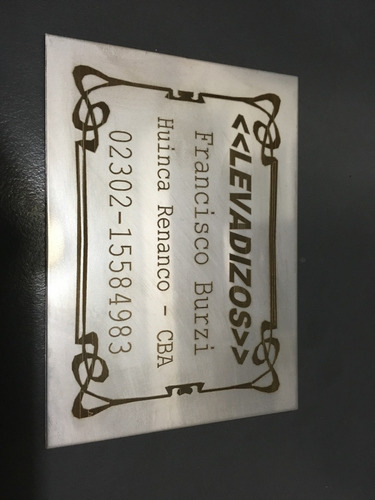 <<LEVADIZOS>>
Francisco Burzi
Huinca Renanco - CBA
02302-15584983